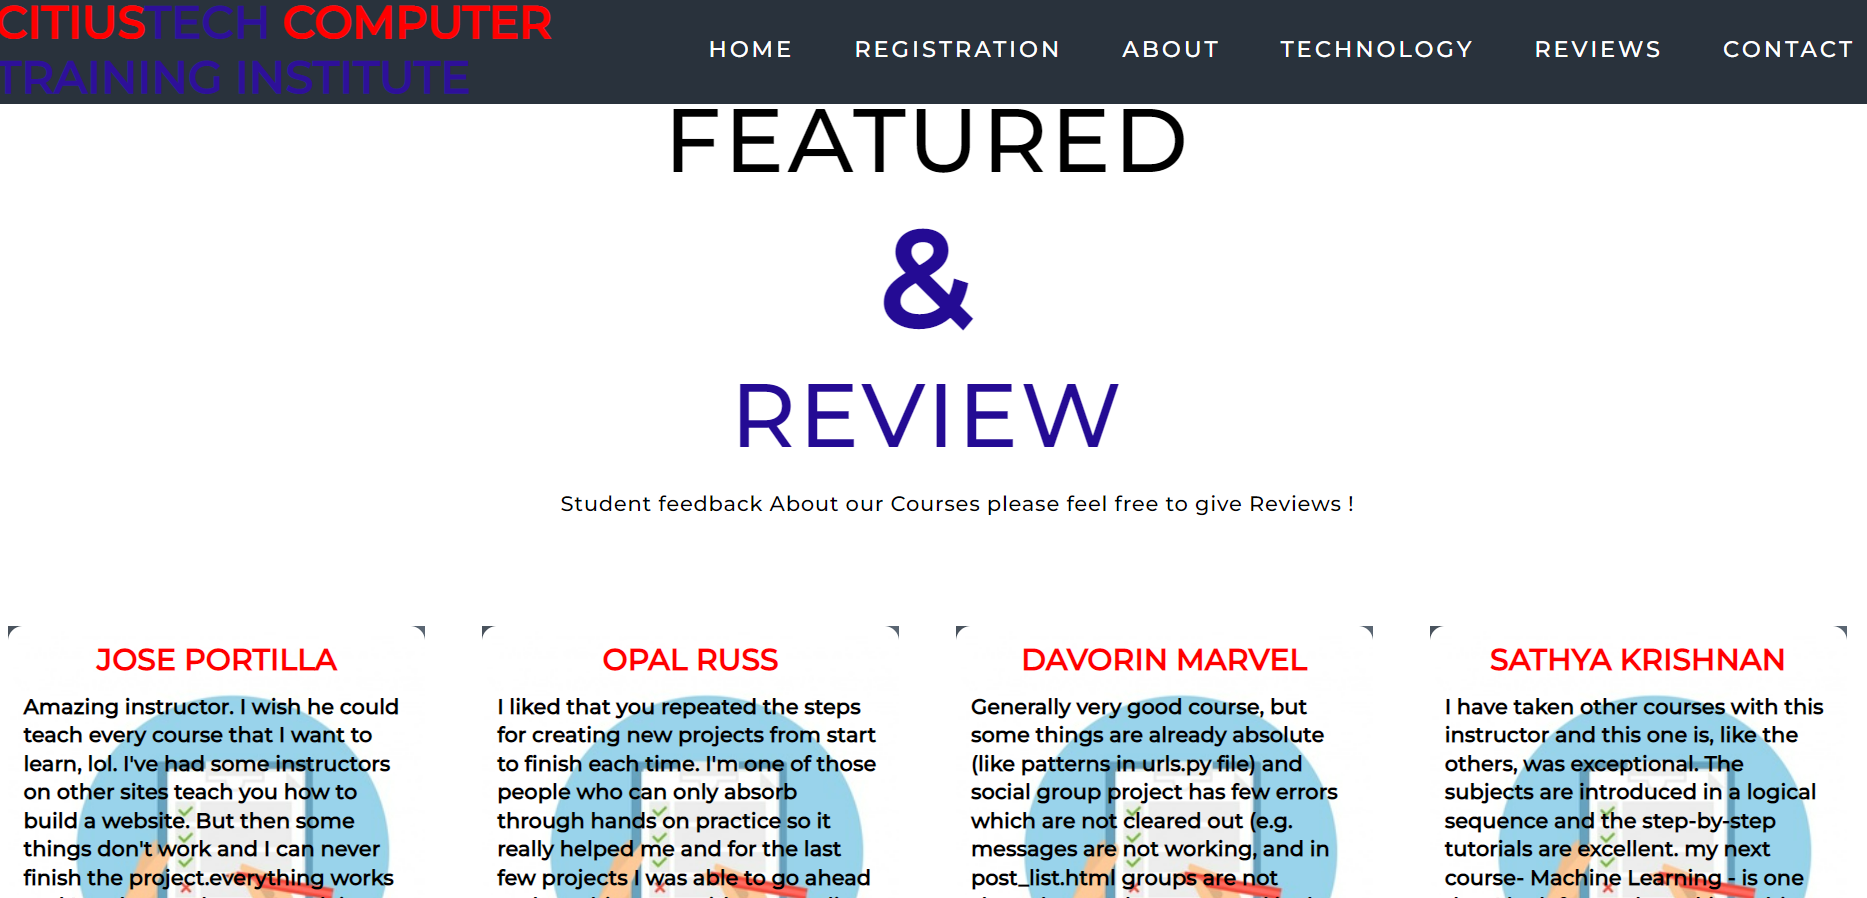 CITIUSTECH COMPUTER
TRAINING INSTITUTE
HOME REGISTRATION ABOUT TECHNOLOGY REVIEWS CONTACT
FEATURED
&
REVIEW
Student feedback About our Courses please feel free to give Reviews !
JOSE PORTILLA
Amazing instructor. I wish he could
teach every course that I want to
learn, lol. I've had some instructors
on other sites teach you how to
build a website. But then some
things don't work and I can never
finish the project.everything works
OPAL RUSS
I liked that you repeated the steps
for creating new projects from start
to finish each time. I'm one of those
people who can only absorb
through hands on practice so it
really helped me and for the last
few projects I was able to go ahead
DAVORIN MARVEL
Generally very good course, but
some things are already absolute
(like patterns in urls.py file) and
social group project has few errors
which are not cleared out (e.g.
messages are not working, and in
post_list.html groups are not
SATHYA KRISHNAN
I have taken other courses with this
instructor and this one is, like the
others, was exceptional. The
subjects are introduced in a logical
sequence and the step-by-step
tutorials are excellent. my next
course- Machine Learning - is one